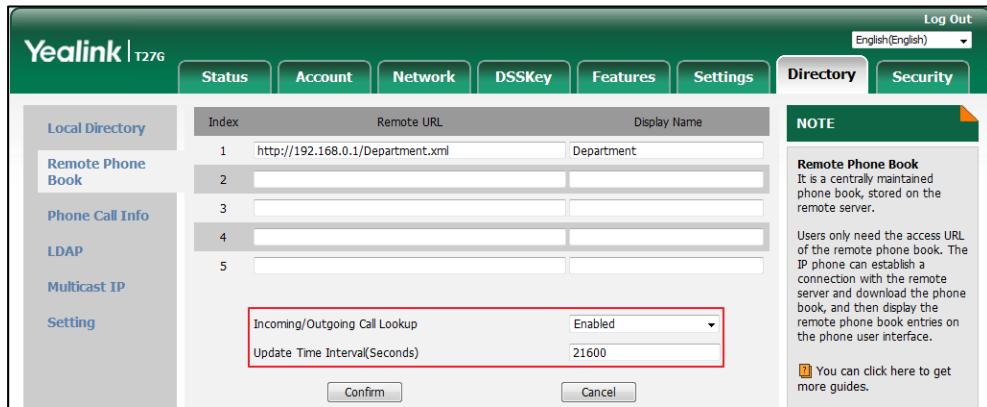 Log Out
Yealink T27G
English(English)
Status Account Network DSSKey Features Settings Directory Security
Local Directory
Remote Phone
Book
Phone Call Info
LDAP
Multicast IP
Setting
Index Remote URL Display Name
1 http://192.168.0.1/Department.xml Department
2
3
4
5
Incoming/Outgoing Call Lookup Enabled
Update Time Interval(Seconds) 21600
Confirm Cancel
NOTE
Remote Phone Book
It is a centrally maintained
phone book, stored on the
remote server.
Users only need the access URL
of the remote phone book. The
IP phone can establish a
connection with the remote
server and download the phone
book, and then display the
remote phone book entries on
the phone user interface.
? You can click here to get
more guides.